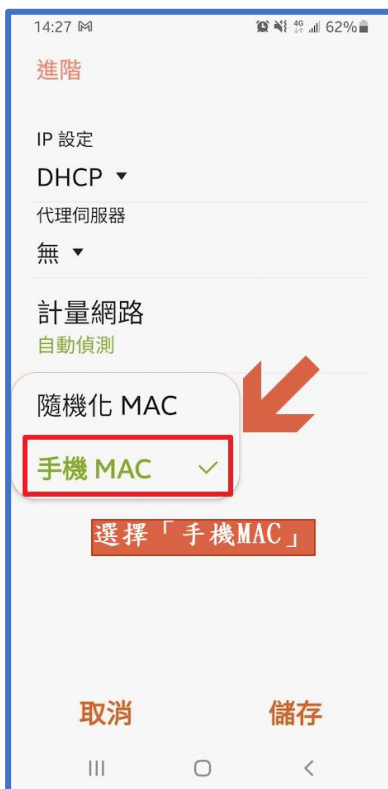 14:27 4G 62%
進階
IP 設定
DHCP
代理伺服器
無
計量網路
自動偵測
隨機化 MAC
手機 MAC
選擇「手機MAC」
取消 儲存